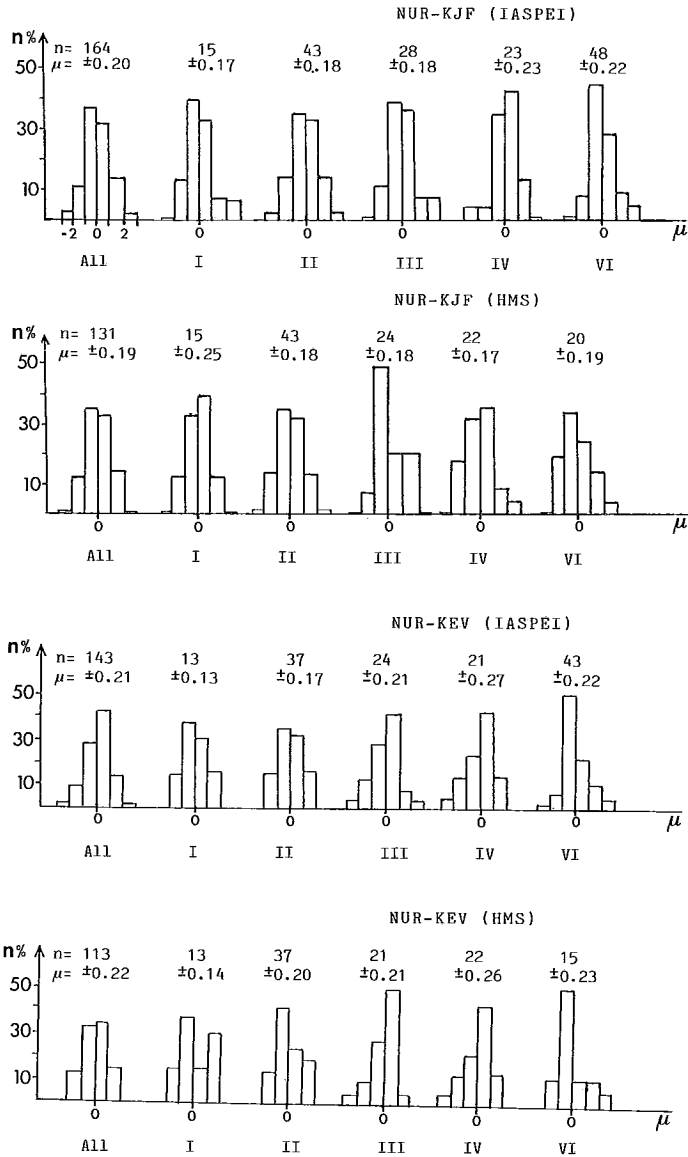 NUR-KJF (IASPEI)
n%
n= 164 15 43 28 23 48
μ= ±0.20 ±0.17 ±0.18 ±0.18 ±0.23 ±0.22
50
30
10
-2 0 2 0 0 0 0 0 μ
All I II III IV VI
NUR-KJF (HMS)
n%
n= 131 15 43 24 22 20
μ= ±0.19 ±0.25 ±0.18 ±0.18 ±0.17 ±0.19
50
30
10
0 0 0 0 0 0 μ
All I II III IV VI
NUR-KEV (IASPEI)
n%
n= 143 13 37 24 21 43
μ= ±0.21 ±0.13 ±0.17 ±0.21 ±0.27 ±0.22
50
30
10
0 0 0 0 0 0 μ
All I II III IV VI
NUR-KEV (HMS)
n%
n= 113 13 37 21 22 15
μ= ±0.22 ±0.14 ±0.20 ±0.21 ±0.26 ±0.23
50
30
10
0 0 0 0 0 0 μ
All I II III IV VI